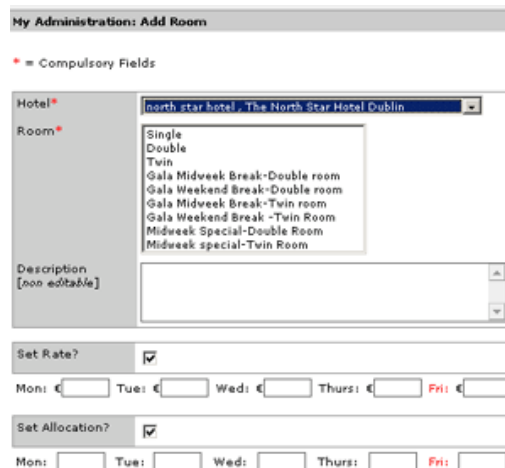 My Administration: Add Room
* = Compulsory Fields
Hotel*
north star hotel , The North Star Hotel Dublin
Room*
Single
Double
Twin
Gala Midweek Break-Double room
Gala Weekend Break-Double room
Gala Midweek Break-Twin room
Gala Weekend Break -Twin Room
Midweek Special-Double Room
Midweek special-Twin Room
Description
[non editable]
Set Rate?
Mon: € Tue: € Wed: € Thurs: € Fri: €
Set Allocation?
Mon: Tue: Wed: Thurs: Fri: